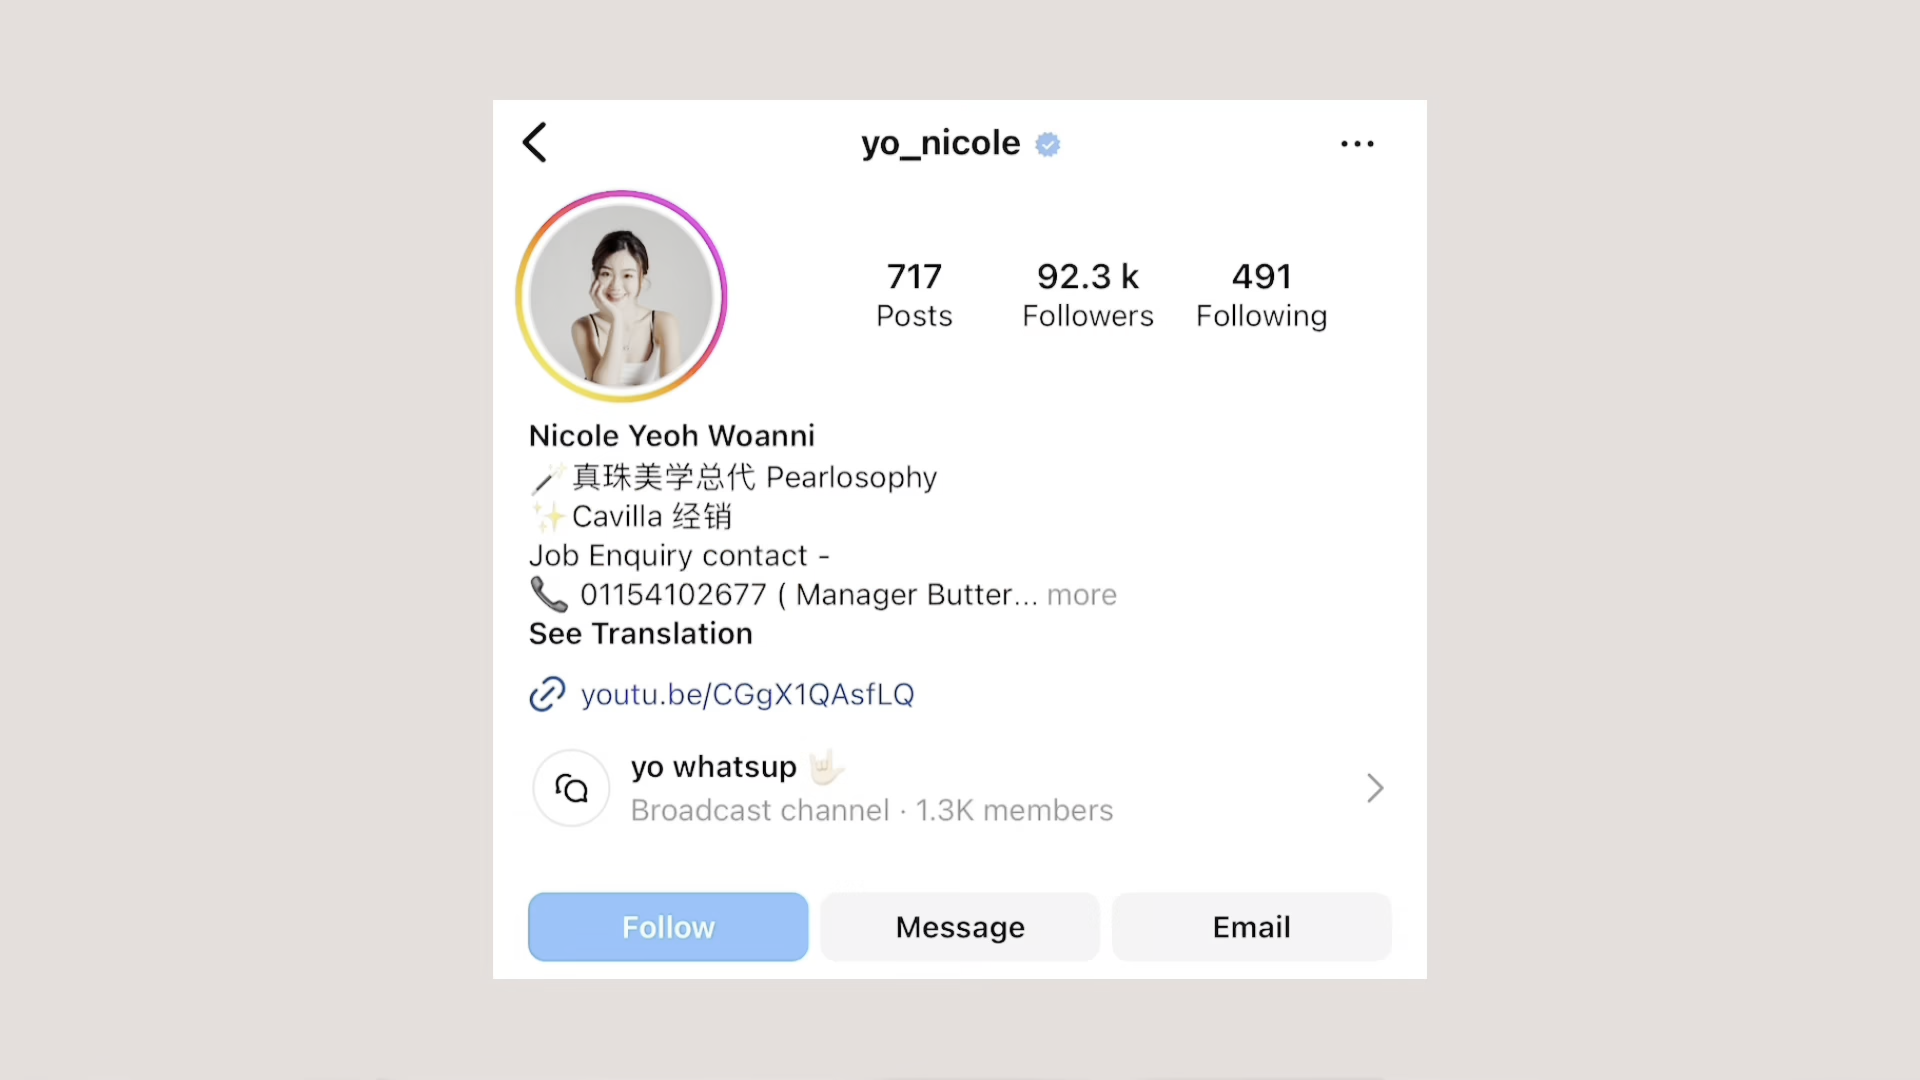 yo_nicole
717
Posts
92.3 k
Followers
491
Following
Nicole Yeoh Woanni
🪄真珠美学总代 Pearlosophy
✨Cavilla 经销
Job Enquiry contact -
📞 01154102677 ( Manager Butter... more
See Translation
youtu.be/CGgX1QAsfLQ
yo whatsup 🤟🏻
Broadcast channel · 1.3K members
Follow
Message
Email